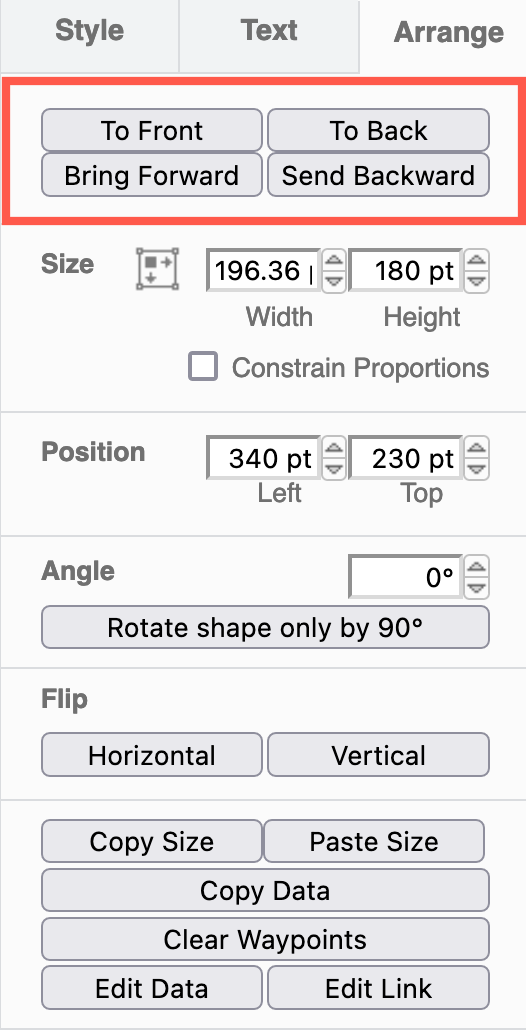 Style Text Arrange
To Front To Back
Bring Forward Send Backward
Size 196.36 180 pt
Width Height
Constrain Proportions
Position 340 pt 230 pt
Left Top
Angle 0°
Rotate shape only by 90°
Flip
Horizontal Vertical
Copy Size Paste Size
Copy Data
Clear Waypoints
Edit Data Edit Link